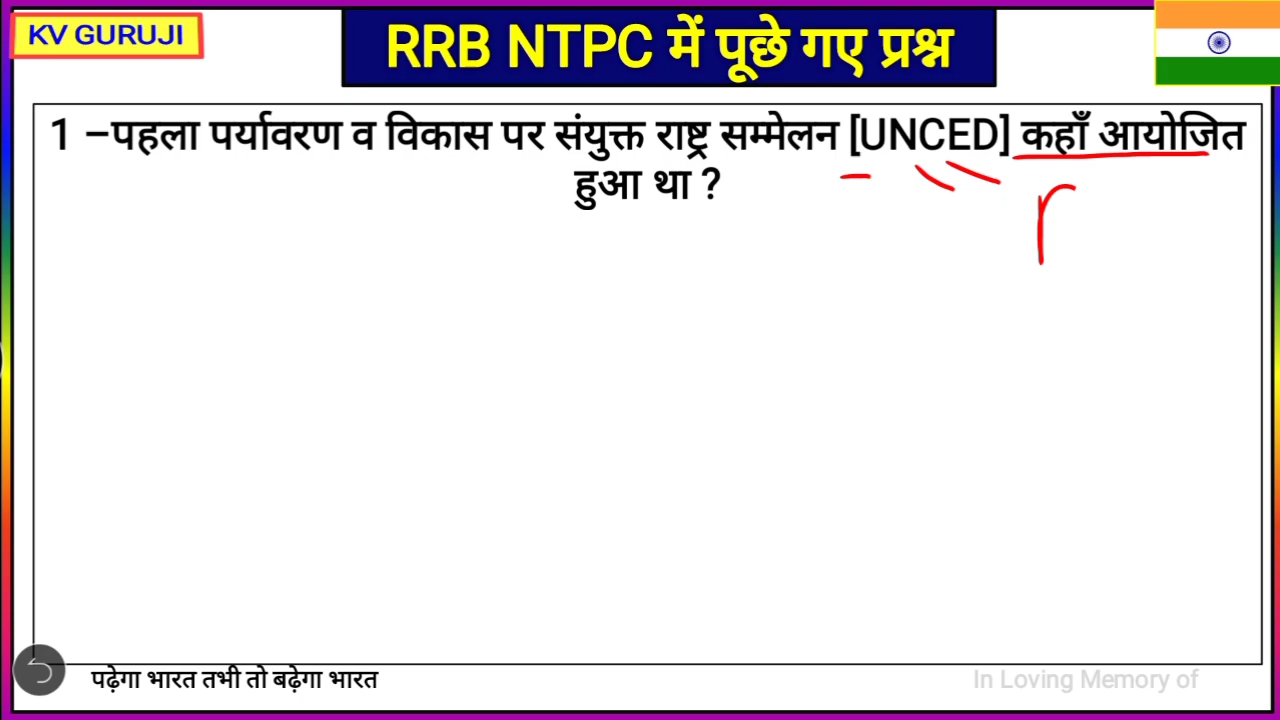 KV GURUJI
RRB NTPC में पूछे गए प्रश्न
1 –पहला पर्यावरण व विकास पर संयुक्त राष्ट्र सम्मेलन [UNCED] कहाँ आयोजित
हुआ था ?
पढ़ेगा भारत तभी तो बढ़ेगा भारत
In Loving Memory of